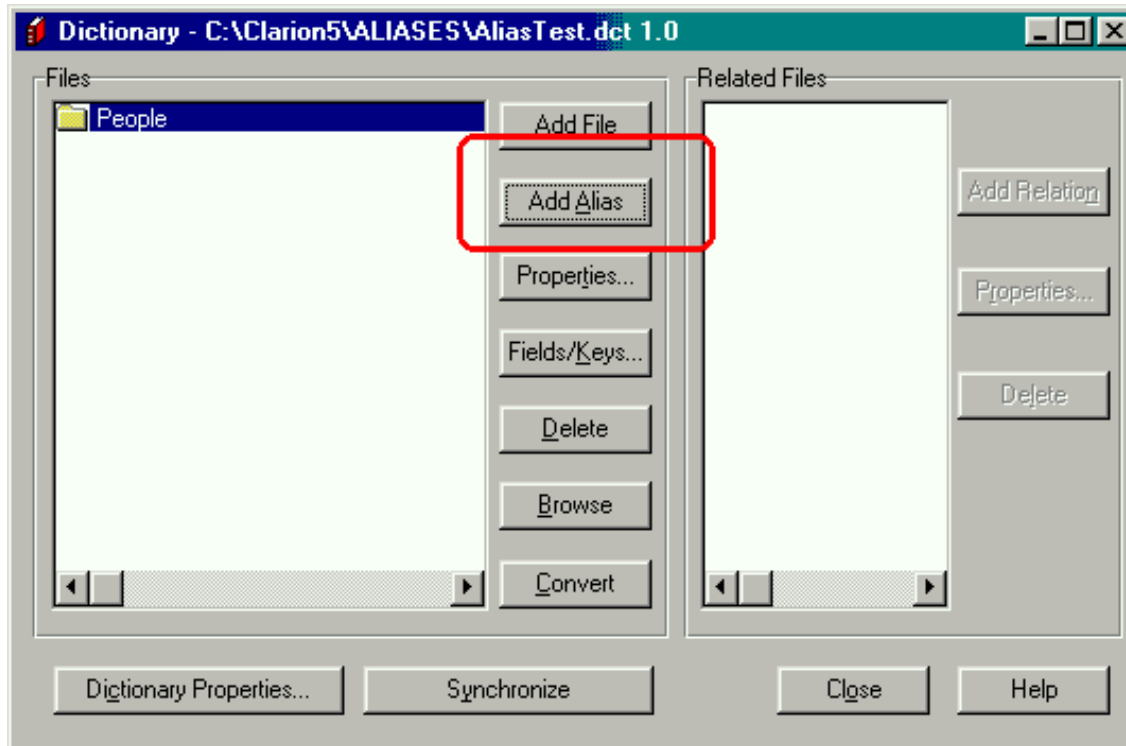 Dictionary - C:\Clarion5\ALIASES\AliasTest.dct 1.0
Files
People
Add File
Add Alias
Properties...
Fields/Keys...
Delete
Browse
Convert
Related Files
Add Relation
Properties...
Delete
Dictionary Properties...
Synchronize
Close
Help